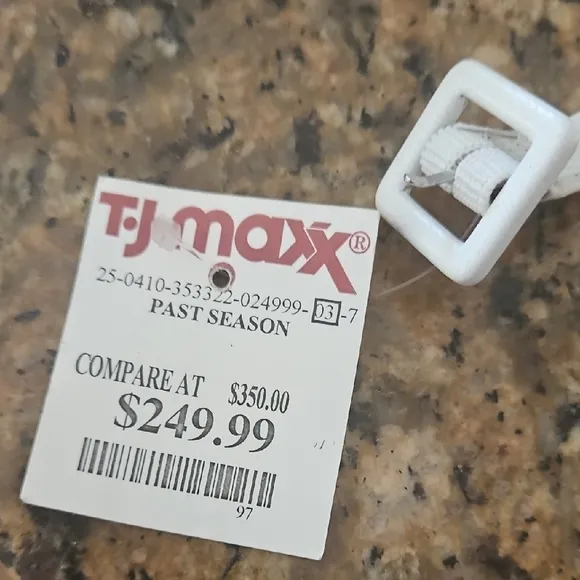 T·J·maxx®
25-0410-353322-024999-03-7
PAST SEASON
COMPARE AT $350.00
$249.99
97